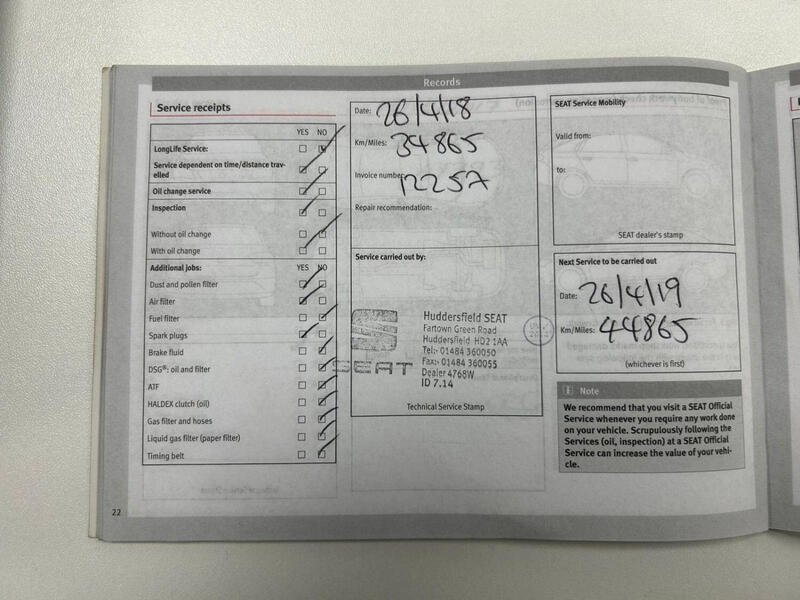 Records
Service receipts
YES NO
LongLife Service:
Service dependent on time/distance trav-
elled
Oil change service
Inspection
Without oil change
With oil change
Additional jobs: YES NO
Dust and pollen filter
Air filter
Fuel filter
Spark plugs
Brake fluid
DSG®: oil and filter
ATF
HALDEX clutch (oil)
Gas filter and hoses
Liquid gas filter (paper filter)
Timing belt
22
Date: 26/4/18
Km/Miles: 34865
Invoice number: 12257
Repair recommendation:
Service carried out by:
SEAT
Huddersfield SEAT
Fartown Green Road
Huddersfield HD2 1AA
Tel:- 01484 360050
Fax:- 01484 360055
Dealer 4768W
ID 7.14
Technical Service Stamp
SEAT Service Mobility
Valid from:
to:
SEAT dealer's stamp
Next Service to be carried out
Date: 26/4/19
Km/Miles: 44865
(whichever is first)
Note
We recommend that you visit a SEAT Official
Service whenever you require any work done
on your vehicle. Scrupulously following the
Services (oil, inspection) at a SEAT Official
Service can increase the value of your vehi-
cle.